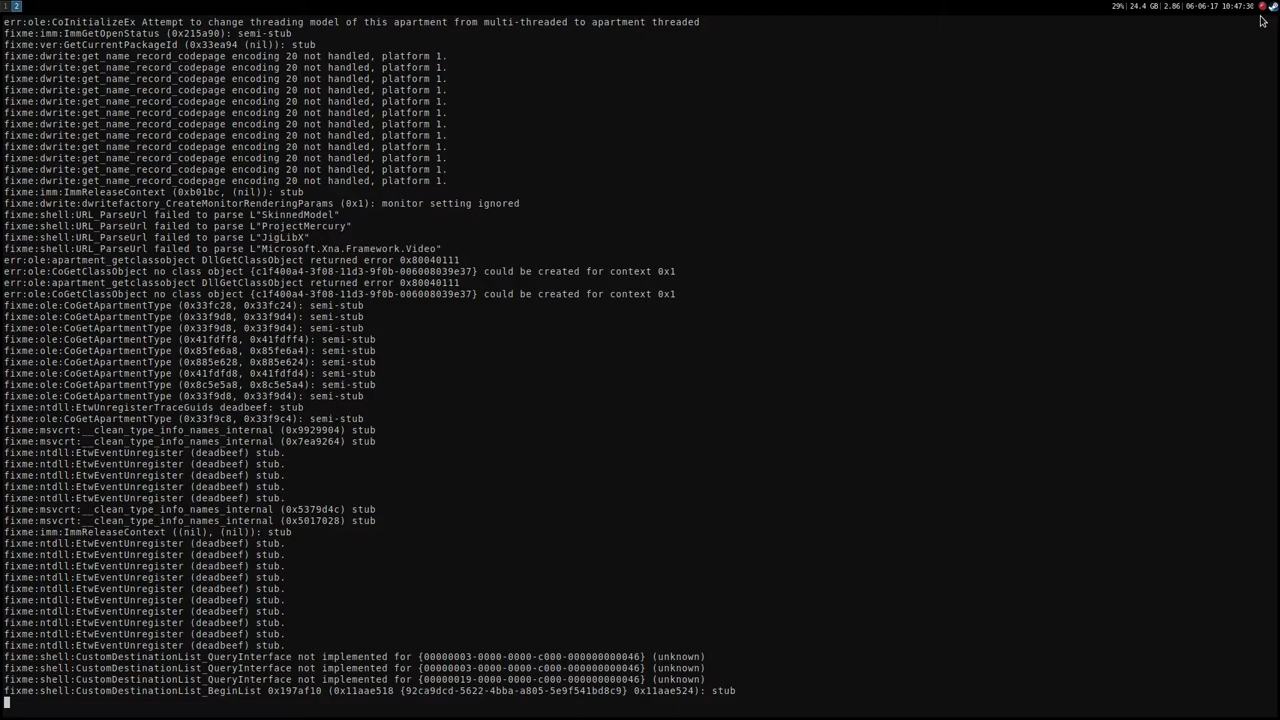 1 2 29% 24.4 GB 2.86 06-06-17 10:47:30
err:ole:CoInitializeEx Attempt to change threading model of this apartment from multi-threaded to apartment threaded
fixme:imm:ImmGetOpenStatus (0x215a90): semi-stub
fixme:ver:GetCurrentPackageId (0x33ea94 (nil)): stub
fixme:dwrite:get_name_record_codepage encoding 20 not handled, platform 1.
fixme:dwrite:get_name_record_codepage encoding 20 not handled, platform 1.
fixme:dwrite:get_name_record_codepage encoding 20 not handled, platform 1.
fixme:dwrite:get_name_record_codepage encoding 20 not handled, platform 1.
fixme:dwrite:get_name_record_codepage encoding 20 not handled, platform 1.
fixme:dwrite:get_name_record_codepage encoding 20 not handled, platform 1.
fixme:dwrite:get_name_record_codepage encoding 20 not handled, platform 1.
fixme:dwrite:get_name_record_codepage encoding 20 not handled, platform 1.
fixme:dwrite:get_name_record_codepage encoding 20 not handled, platform 1.
fixme:dwrite:get_name_record_codepage encoding 20 not handled, platform 1.
fixme:dwrite:get_name_record_codepage encoding 20 not handled, platform 1.
fixme:dwrite:get_name_record_codepage encoding 20 not handled, platform 1.
fixme:imm:ImmReleaseContext (0xb01bc, (nil)): stub
fixme:dwrite:dwritefactory_CreateMonitorRenderingParams (0x1): monitor setting ignored
fixme:shell:URL_ParseUrl failed to parse L"SkinnedModel"
fixme:shell:URL_ParseUrl failed to parse L"ProjectMercury"
fixme:shell:URL_ParseUrl failed to parse L"JigLibX"
fixme:shell:URL_ParseUrl failed to parse L"Microsoft.Xna.Framework.Video"
err:ole:apartment_getclassobject DllGetClassObject returned error 0x80040111
err:ole:CoGetClassObject no class object {c1f400a4-3f08-11d3-9f0b-006008039e37} could be created for context 0x1
err:ole:apartment_getclassobject DllGetClassObject returned error 0x80040111
err:ole:CoGetClassObject no class object {c1f400a4-3f08-11d3-9f0b-006008039e37} could be created for context 0x1
fixme:ole:CoGetApartmentType (0x33fc28, 0x33fc24): semi-stub
fixme:ole:CoGetApartmentType (0x33f9d8, 0x33f9d4): semi-stub
fixme:ole:CoGetApartmentType (0x33f9d8, 0x33f9d4): semi-stub
fixme:ole:CoGetApartmentType (0x41fdff8, 0x41fdff4): semi-stub
fixme:ole:CoGetApartmentType (0x85fe6a8, 0x85fe6a4): semi-stub
fixme:ole:CoGetApartmentType (0x885e628, 0x885e624): semi-stub
fixme:ole:CoGetApartmentType (0x41fdfd8, 0x41fdfd4): semi-stub
fixme:ole:CoGetApartmentType (0x8c5e5a8, 0x8c5e5a4): semi-stub
fixme:ole:CoGetApartmentType (0x33f9d8, 0x33f9d4): semi-stub
fixme:ntdll:EtwUnregisterTraceGuids deadbeef: stub
fixme:ole:CoGetApartmentType (0x33f9c8, 0x33f9c4): semi-stub
fixme:msvcrt:__clean_type_info_names_internal (0x9929904) stub
fixme:msvcrt:__clean_type_info_names_internal (0x7ea9264) stub
fixme:ntdll:EtwEventUnregister (deadbeef) stub.
fixme:ntdll:EtwEventUnregister (deadbeef) stub.
fixme:ntdll:EtwEventUnregister (deadbeef) stub.
fixme:ntdll:EtwEventUnregister (deadbeef) stub.
fixme:ntdll:EtwEventUnregister (deadbeef) stub.
fixme:msvcrt:__clean_type_info_names_internal (0x5379d4c) stub
fixme:msvcrt:__clean_type_info_names_internal (0x5017028) stub
fixme:imm:ImmReleaseContext ((nil), (nil)): stub
fixme:ntdll:EtwEventUnregister (deadbeef) stub.
fixme:ntdll:EtwEventUnregister (deadbeef) stub.
fixme:ntdll:EtwEventUnregister (deadbeef) stub.
fixme:ntdll:EtwEventUnregister (deadbeef) stub.
fixme:ntdll:EtwEventUnregister (deadbeef) stub.
fixme:ntdll:EtwEventUnregister (deadbeef) stub.
fixme:ntdll:EtwEventUnregister (deadbeef) stub.
fixme:ntdll:EtwEventUnregister (deadbeef) stub.
fixme:ntdll:EtwEventUnregister (deadbeef) stub.
fixme:ntdll:EtwEventUnregister (deadbeef) stub.
fixme:shell:CustomDestinationList_QueryInterface not implemented for {00000003-0000-0000-c000-000000000046} (unknown)
fixme:shell:CustomDestinationList_QueryInterface not implemented for {00000003-0000-0000-c000-000000000046} (unknown)
fixme:shell:CustomDestinationList_QueryInterface not implemented for {00000019-0000-0000-c000-000000000046} (unknown)
fixme:shell:CustomDestinationList_BeginList 0x197af10 (0x11aae518 {92ca9dcd-5622-4bba-a805-5e9f541bd8c9} 0x11aae524): stub